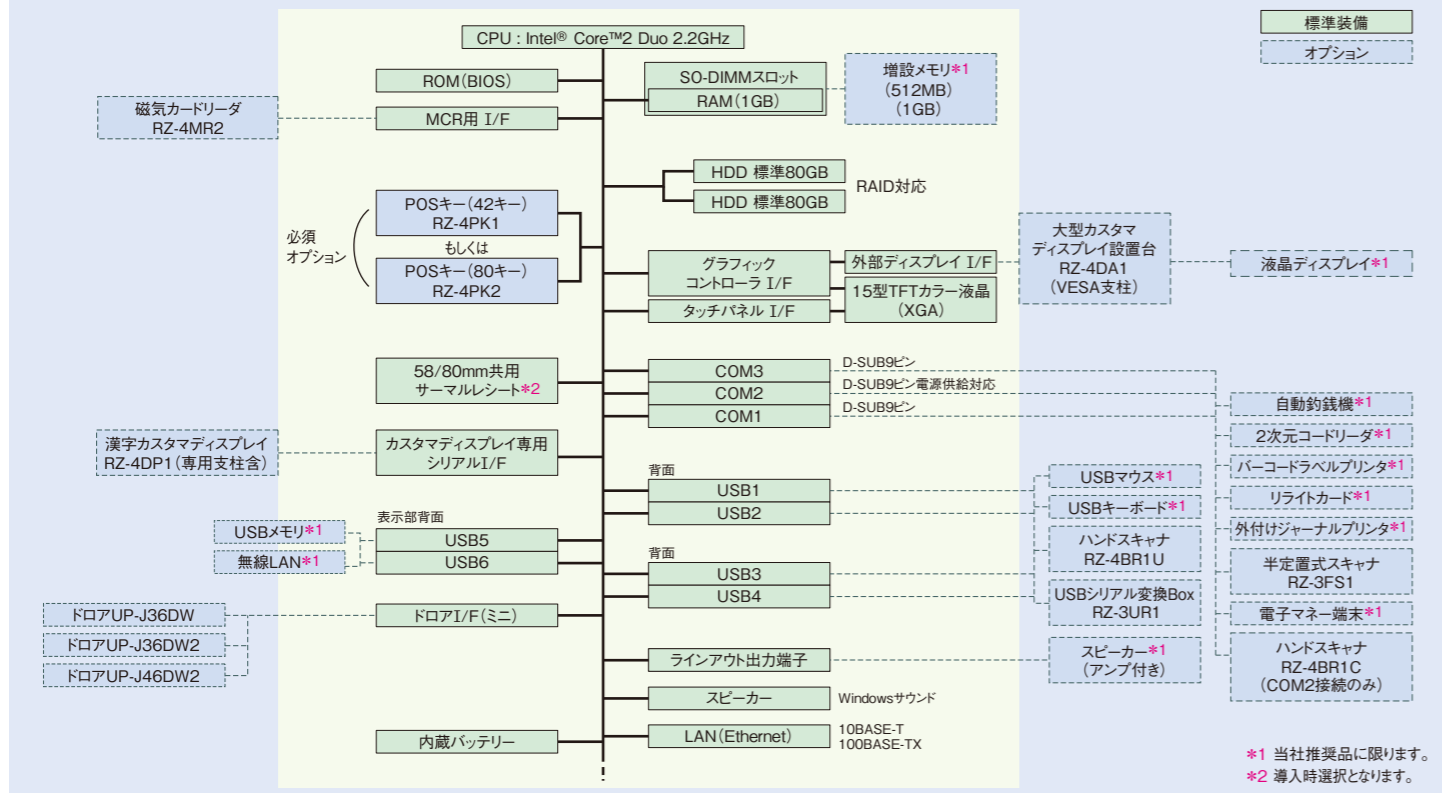 標準装備
オプション
CPU : Intel® Core™2 Duo 2.2GHz
ROM(BIOS)
MCR用 I/F
磁気カードリーダ
RZ-4MR2
SO-DIMMスロット
RAM(1GB)
増設メモリ*1
(512MB)
(1GB)
HDD 標準80GB
HDD 標準80GB
RAID対応
必須
オプション
POSキー(42キー)
RZ-4PK1
もしくは
POSキー(80キー)
RZ-4PK2
グラフィック
コントローラ I/F
タッチパネル I/F
外部ディスプレイ I/F
15型TFTカラー液晶
(XGA)
大型カスタマ
ディスプレイ設置台
RZ-4DA1
(VESA支柱)
液晶ディスプレイ*1
58/80mm共用
サーマルレシート*2
COM3
COM2
COM1
D-SUB9ピン
D-SUB9ピン電源供給対応
D-SUB9ピン
漢字カスタマディスプレイ
RZ-4DP1(専用支柱含)
カスタマディスプレイ専用
シリアルI/F
背面
USB1
USB2
表示部背面
USB5
USB6
USBメモリ*1
無線LAN*1
背面
USB3
USB4
USBマウス*1
USBキーボード*1
ハンドスキャナ
RZ-4BR1U
USBシリアル変換Box
RZ-3UR1
自動釣銭機*1
2次元コードリーダ*1
バーコードラベルプリンタ*1
リライトカード*1
外付けジャーナルプリンタ*1
半定置式スキャナ
RZ-3FS1
電子マネー端末*1
ハンドスキャナ
RZ-4BR1C
(COM2接続のみ)
ドロアUP-J36DW
ドロアUP-J36DW2
ドロアUP-J46DW2
ドロアI/F(ミニ)
ラインアウト出力端子
スピーカー*1
(アンプ付き)
スピーカー
Windowsサウンド
内蔵バッテリー
LAN(Ethernet)
10BASE-T
100BASE-TX
*1 当社推奨品に限ります。
*2 導入時選択となります。